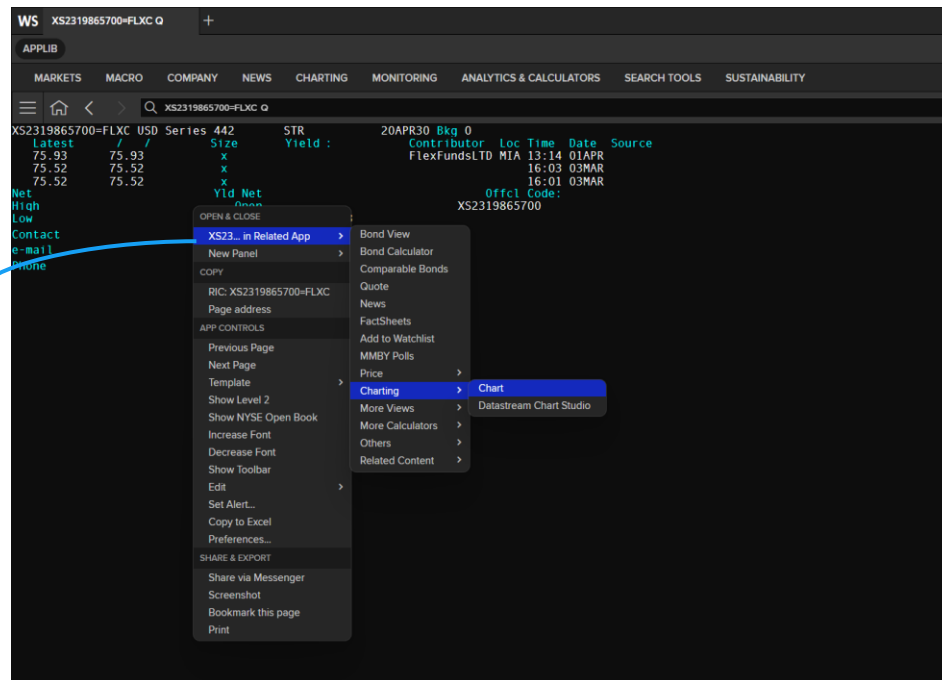 WS XS2319865700=FLXC Q +
APPLIB
MARKETS MACRO COMPANY NEWS CHARTING MONITORING ANALYTICS & CALCULATORS SEARCH TOOLS SUSTAINABILITY
XS2319865700=FLXC Q
XS2319865700=FLXC USD Series 442 STR 20APR30 Bkg 0
Latest / / Size Yield : Contributor Loc Time Date Source
75.93 75.93 x FlexFundsLTD MIA 13:14 01APR
75.52 75.52 x 16:03 03MAR
75.52 75.52 x 16:01 03MAR
Net Yld Net Offcl Code:
High Open XS2319865700
Low
Contact
e-mail
Phone
OPEN & CLOSE
XS23... in Related App >
New Panel >
COPY
RIC: XS2319865700=FLXC
Page address
APP CONTROLS
Previous Page
Next Page
Template >
Show Level 2
Show NYSE Open Book
Increase Font
Decrease Font
Show Toolbar
Edit >
Set Alert...
Copy to Excel
Preferences...
SHARE & EXPORT
Share via Messenger
Screenshot
Bookmark this page
Print
Bond View
Bond Calculator
Comparable Bonds
Quote
News
FactSheets
Add to Watchlist
MMBY Polls
Price >
Charting >
More Views >
More Calculators >
Others >
Related Content >
Chart
Datastream Chart Studio